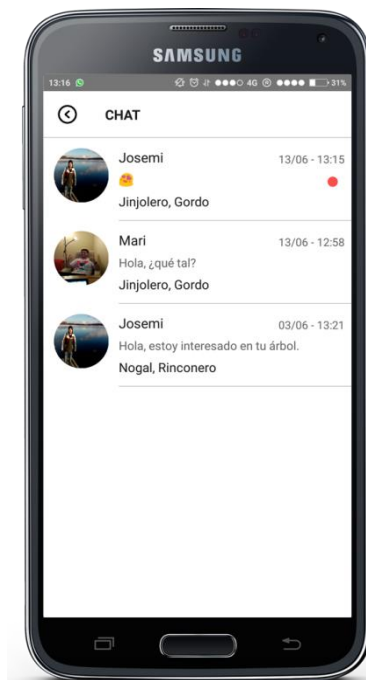 SAMSUNG
13:16 4G 31%
CHAT
Josemi 13/06 - 13:15
😍
Jinjolero, Gordo
Mari 13/06 - 12:58
Hola, ¿qué tal?
Jinjolero, Gordo
Josemi 03/06 - 13:21
Hola, estoy interesado en tu árbol.
Nogal, Rinconero